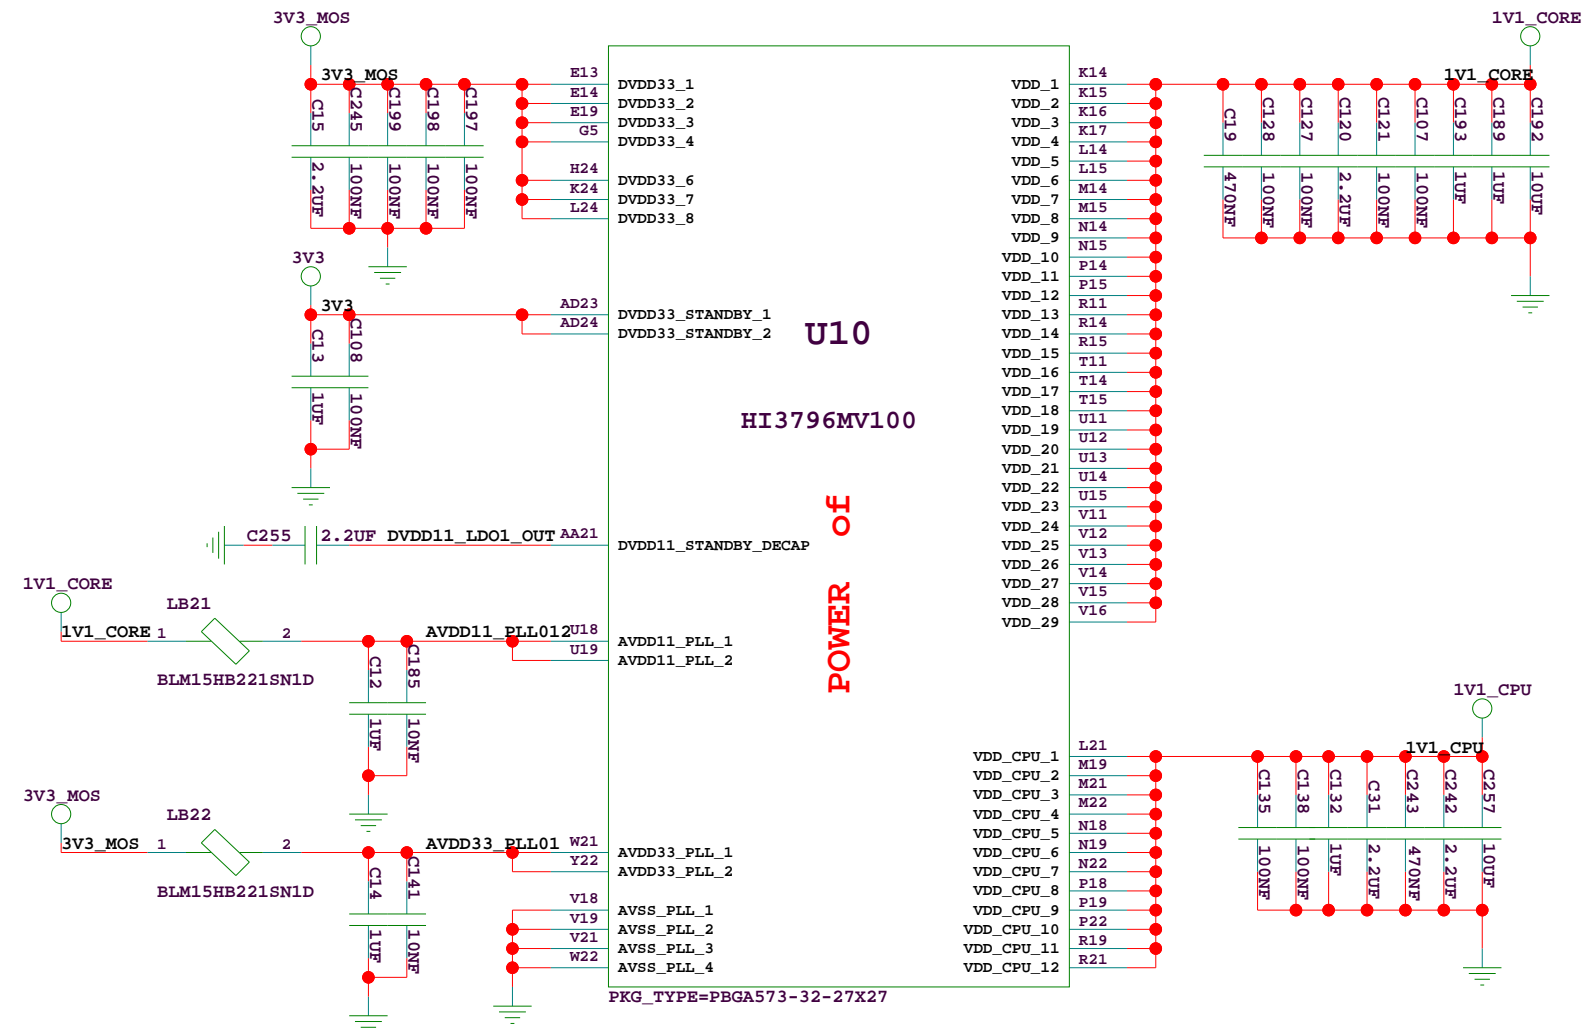 3V3_MOS
3V3_MOS
C15
C245
C199
C198
C197
2.2UF
100NF
100NF
100NF
100NF
E13
E14
E19
G5
H24
K24
L24
DVDD33_1
DVDD33_2
DVDD33_3
DVDD33_4
DVDD33_6
DVDD33_7
DVDD33_8
3V3
3V3
C13
C108
1UF
100NF
AD23
AD24
DVDD33_STANDBY_1
DVDD33_STANDBY_2
C255
2.2UF
DVDD11_LDO1_OUT
AA21
DVDD11_STANDBY_DECAP
1V1_CORE
1V1_CORE
LB21
1
2
BLM15HB221SN1D
C12
C185
1UF
10NF
AVDD11_PLL012
U18
U19
AVDD11_PLL_1
AVDD11_PLL_2
3V3_MOS
3V3_MOS
LB22
1
2
BLM15HB221SN1D
C14
C141
1UF
10NF
AVDD33_PLL01
W21
Y22
AVDD33_PLL_1
AVDD33_PLL_2
V18
V19
V21
W22
AVSS_PLL_1
AVSS_PLL_2
AVSS_PLL_3
AVSS_PLL_4
U10
HI3796MV100
POWER of
PKG_TYPE=PBGA573-32-27X27
VDD_1
VDD_2
VDD_3
VDD_4
VDD_5
VDD_6
VDD_7
VDD_8
VDD_9
VDD_10
VDD_11
VDD_12
VDD_13
VDD_14
VDD_15
VDD_16
VDD_17
VDD_18
VDD_19
VDD_20
VDD_21
VDD_22
VDD_23
VDD_24
VDD_25
VDD_26
VDD_27
VDD_28
VDD_29
K14
K15
K16
K17
L14
L15
M14
M15
N14
N15
P14
P15
R11
R14
R15
T11
T14
T15
U11
U12
U13
U14
U15
V11
V12
V13
V14
V15
V16
1V1_CORE
1V1_CORE
C19
C128
C127
C120
C121
C107
C193
C189
C192
470NF
100NF
100NF
2.2UF
100NF
100NF
1UF
1UF
10UF
VDD_CPU_1
VDD_CPU_2
VDD_CPU_3
VDD_CPU_4
VDD_CPU_5
VDD_CPU_6
VDD_CPU_7
VDD_CPU_8
VDD_CPU_9
VDD_CPU_10
VDD_CPU_11
VDD_CPU_12
L21
M19
M21
M22
N18
N19
N22
P18
P19
P22
R19
R21
1V1_CPU
1V1_CPU
C135
C138
C132
C31
C243
C242
C257
100NF
100NF
1UF
2.2UF
470NF
2.2UF
10UF